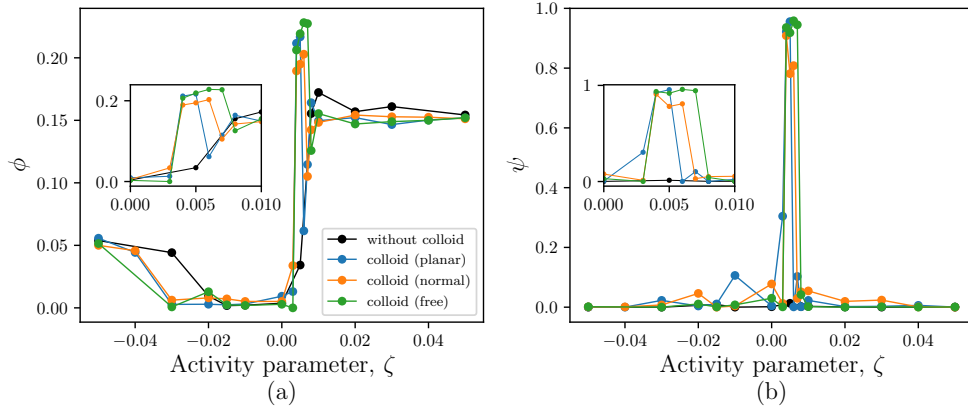 0.20
0.15
0.10
0.05
0.00
ϕ
0.2
0.0
0.000 0.005 0.010
without colloid
colloid (planar)
colloid (normal)
colloid (free)
−0.04 −0.02 0.00 0.02 0.04
Activity parameter, ζ
(a)
1.0
0.8
0.6
0.4
0.2
0.0
ψ
1
0
0.000 0.005 0.010
−0.04 −0.02 0.00 0.02 0.04
Activity parameter, ζ
(b)